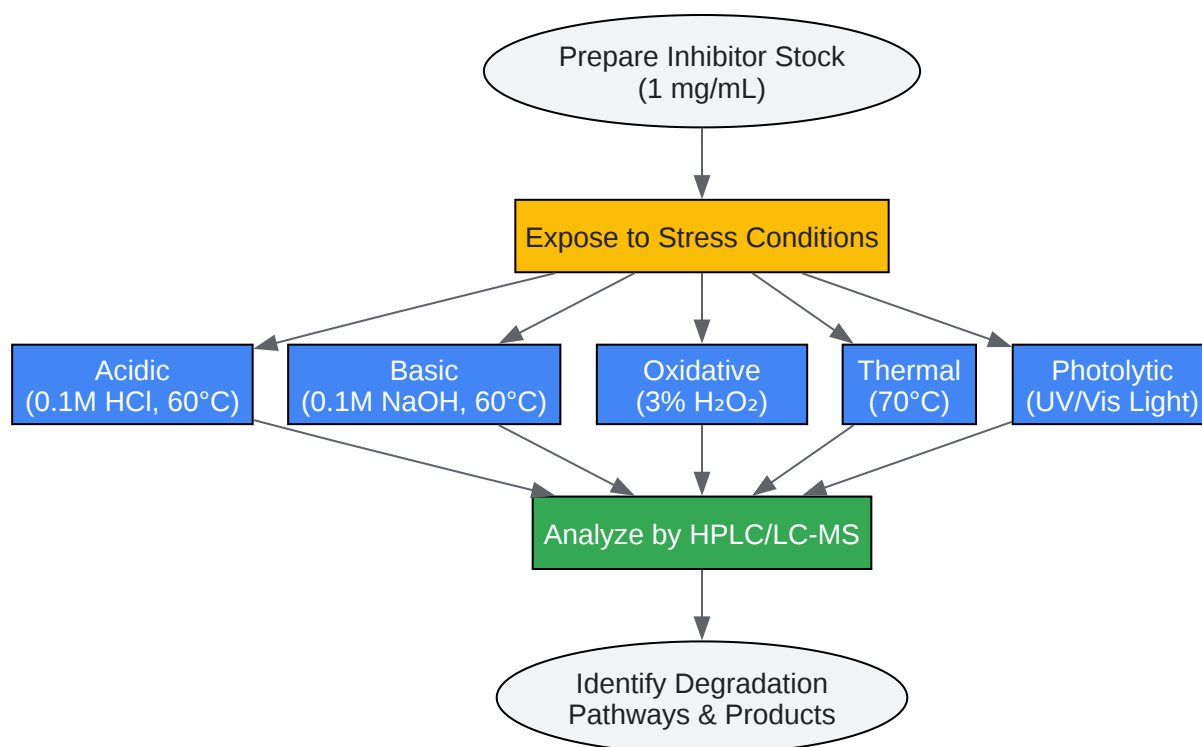 Prepare Inhibitor Stock
(1 mg/mL)
Expose to Stress Conditions
Acidic
(0.1M HCl, 60°C)
Basic
(0.1M NaOH, 60°C)
Oxidative
(3% H₂O₂)
Thermal
(70°C)
Photolytic
(UV/Vis Light)
Analyze by HPLC/LC-MS
Identify Degradation
Pathways & Products